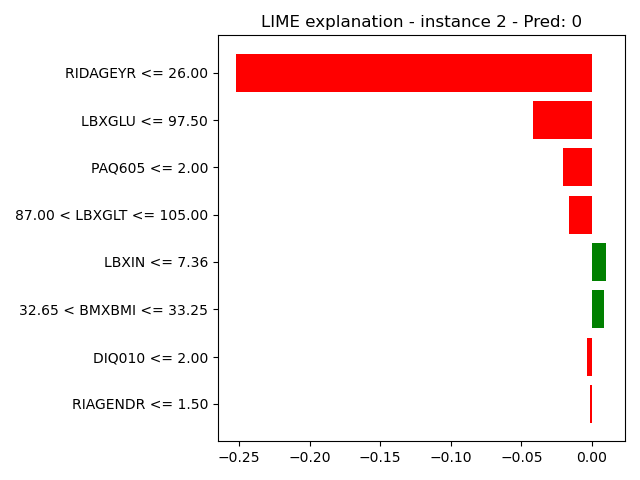 LIME explanation - instance 2 - Pred: 0
RIDAGEYR <= 26.00
LBXGLU <= 97.50
PAQ605 <= 2.00
87.00 < LBXGLT <= 105.00
LBXIN <= 7.36
32.65 < BMXBMI <= 33.25
DIQ010 <= 2.00
RIAGENDR <= 1.50
−0.25 −0.20 −0.15 −0.10 −0.05 0.00